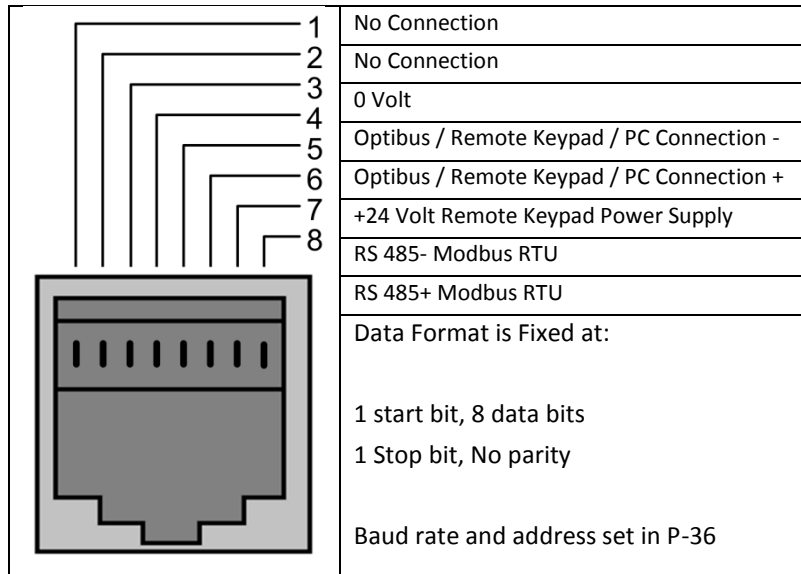 1 No Connection
2 No Connection
3 0 Volt
4 Optibus / Remote Keypad / PC Connection -
5 Optibus / Remote Keypad / PC Connection +
6 +24 Volt Remote Keypad Power Supply
7 RS 485- Modbus RTU
8 RS 485+ Modbus RTU
Data Format is Fixed at:
1 start bit, 8 data bits
1 Stop bit, No parity
Baud rate and address set in P-36